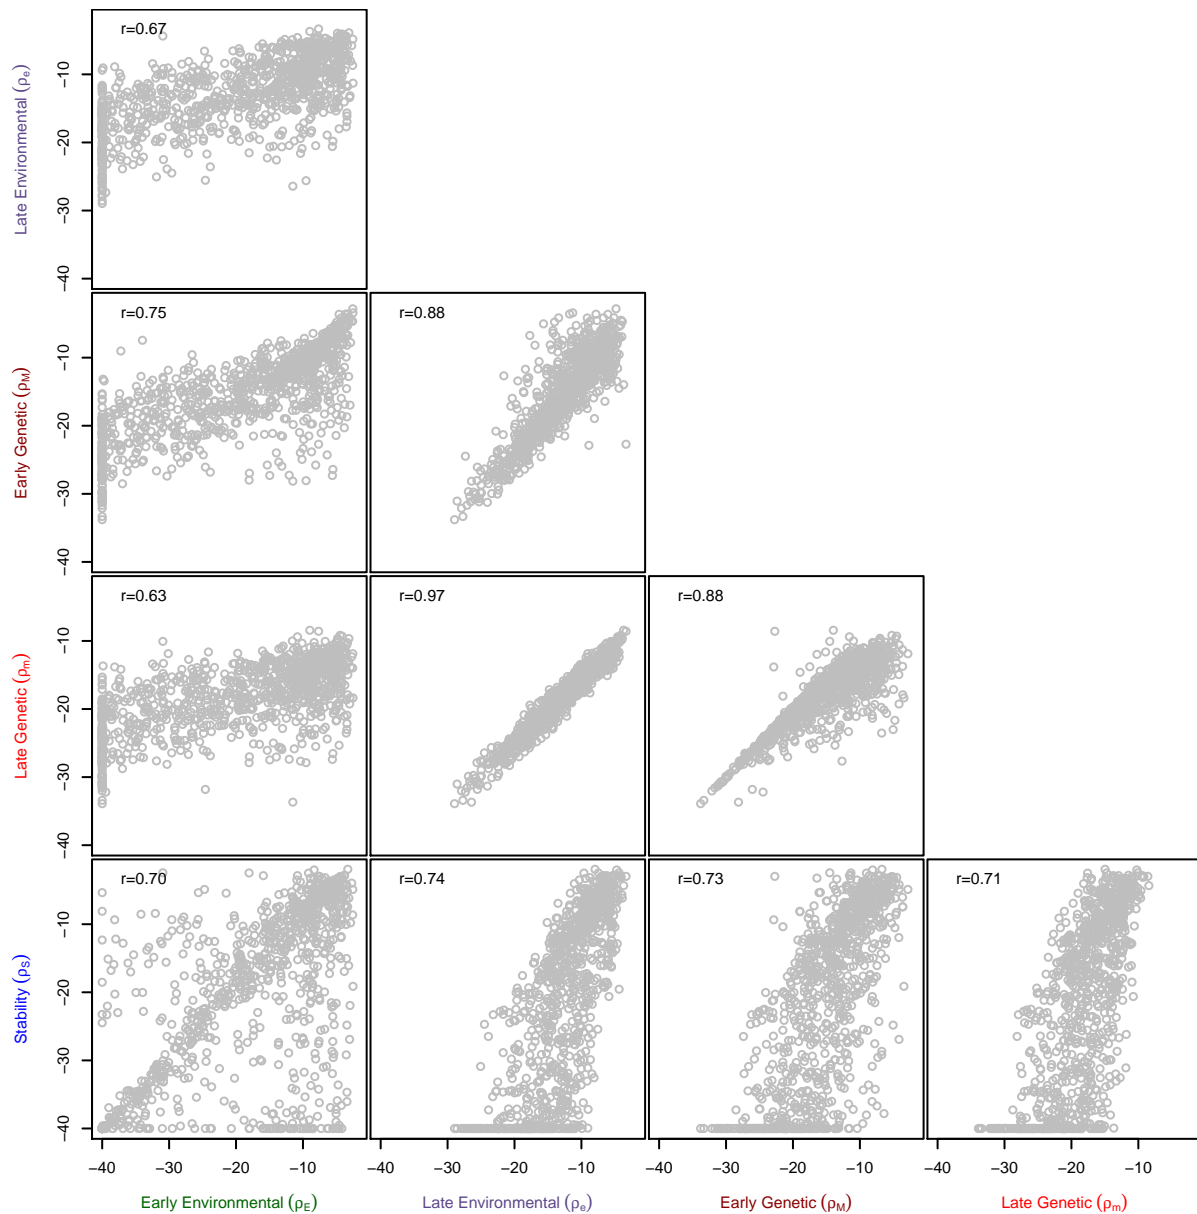 r=0.67
Late Environmental (ρe)
−10
−20
−30
−40
r=0.75
r=0.88
Early Genetic (ρM)
−10
−20
−30
−40
r=0.63
r=0.97
r=0.88
Late Genetic (ρm)
−10
−20
−30
−40
r=0.70
r=0.74
r=0.73
r=0.71
Stability (ρS)
−10
−20
−30
−40
−40 −30 −20 −10 −40 −30 −20 −10 −40 −30 −20 −10 −40 −30 −20 −10
Early Environmental (ρE) Late Environmental (ρe) Early Genetic (ρM) Late Genetic (ρm)